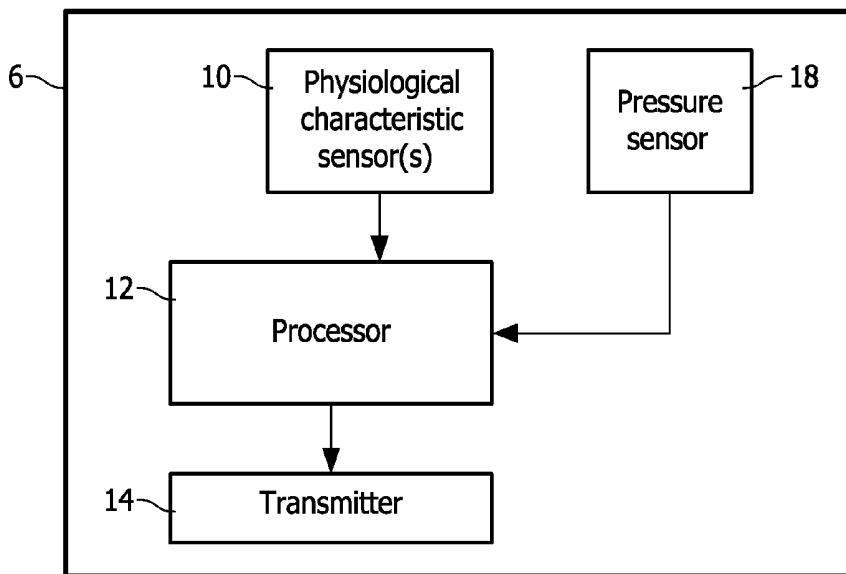 6
10
Physiological
characteristic
sensor(s)
Pressure
sensor
18
12
Processor
14
Transmitter